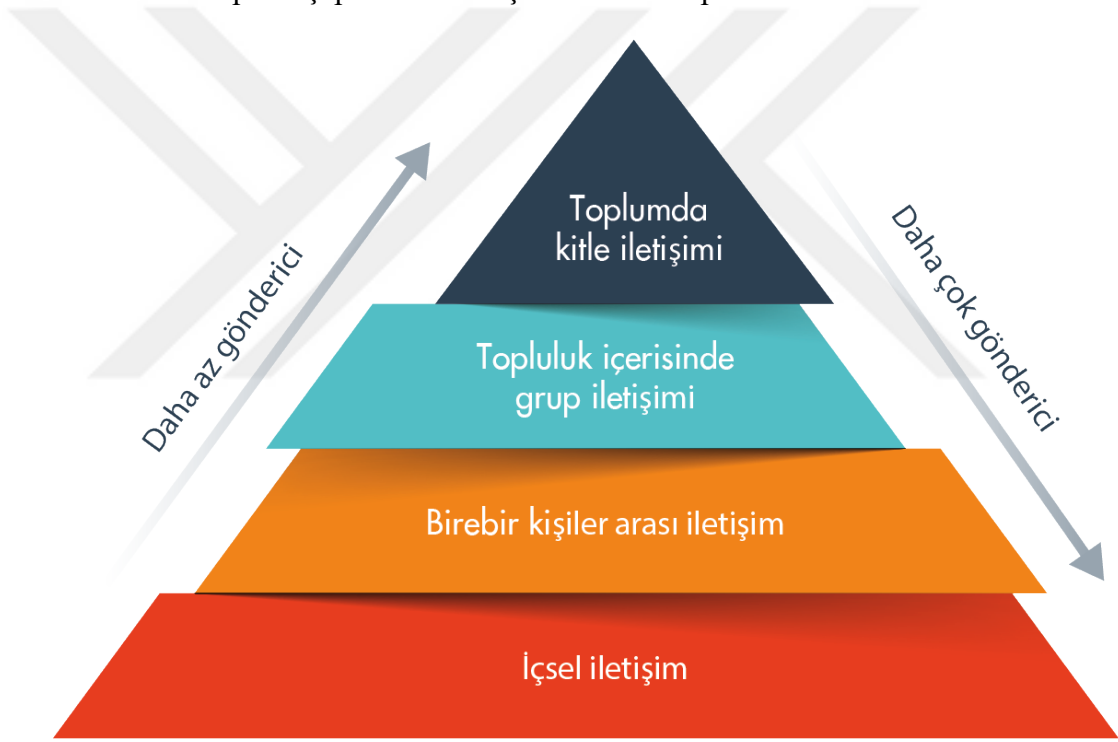 Toplumda
kitle iletişimi
Daha az gönderici
Daha çok gönderici
Topluluk içerisinde
grup iletişimi
Birebir kişiler arası iletişim
İçsel iletişim